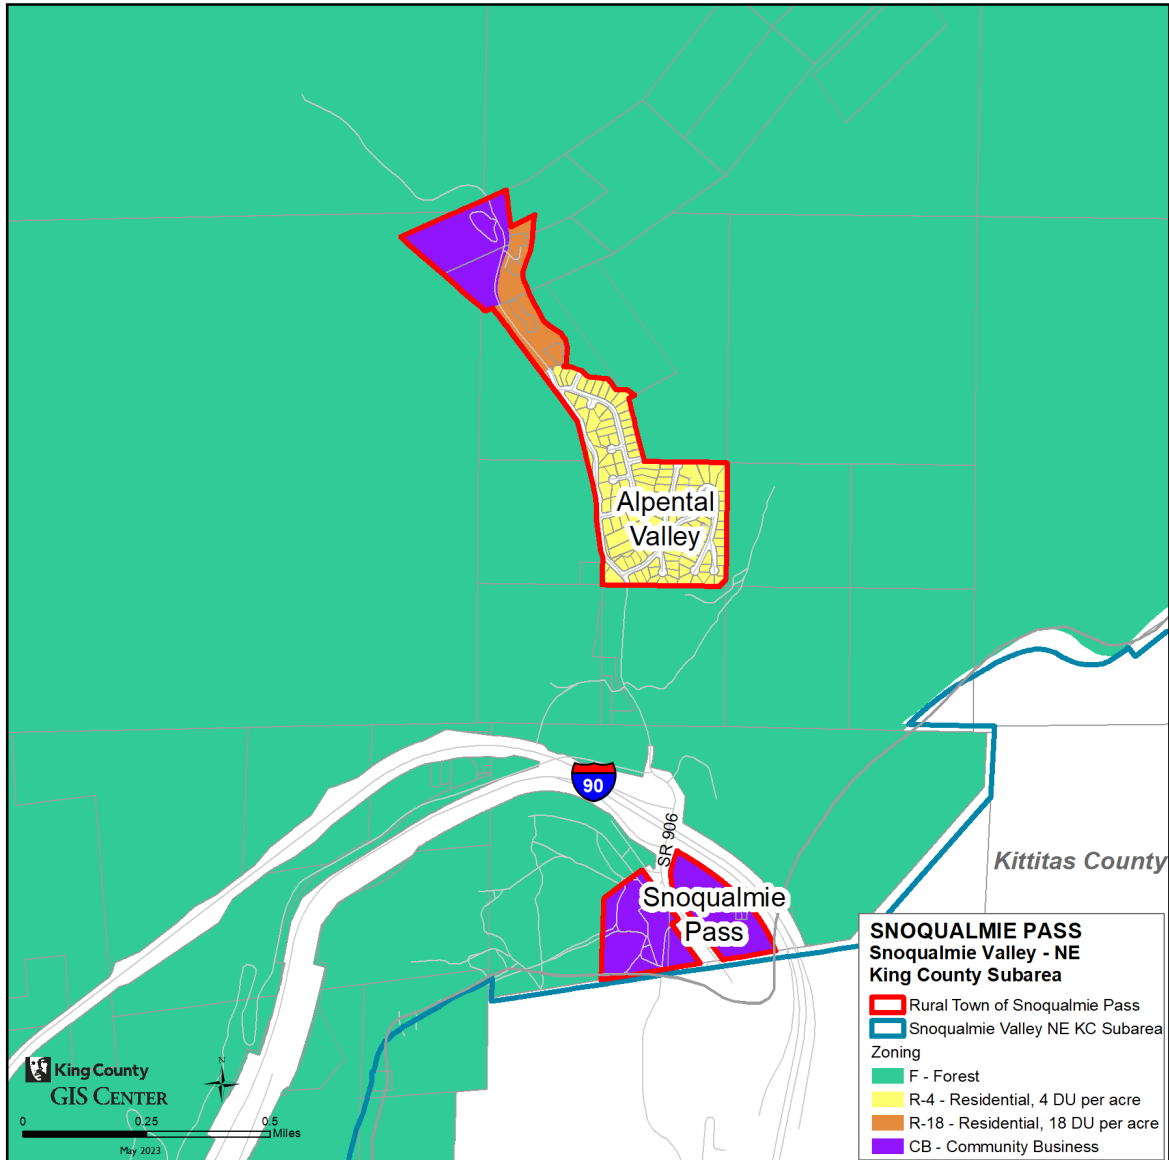 Alpental
Valley
90
SR 906
Kittitas County
Snoqualmie
Pass
SNOQUALMIE PASS
Snoqualmie Valley - NE
King County Subarea
Rural Town of Snoqualmie Pass
Snoqualmie Valley NE KC Subarea
Zoning
F - Forest
R-4 - Residential, 4 DU per acre
R-18 - Residential, 18 DU per acre
CB - Community Business
King County
GIS CENTER
N
0 0.25 0.5
Miles
May 2023